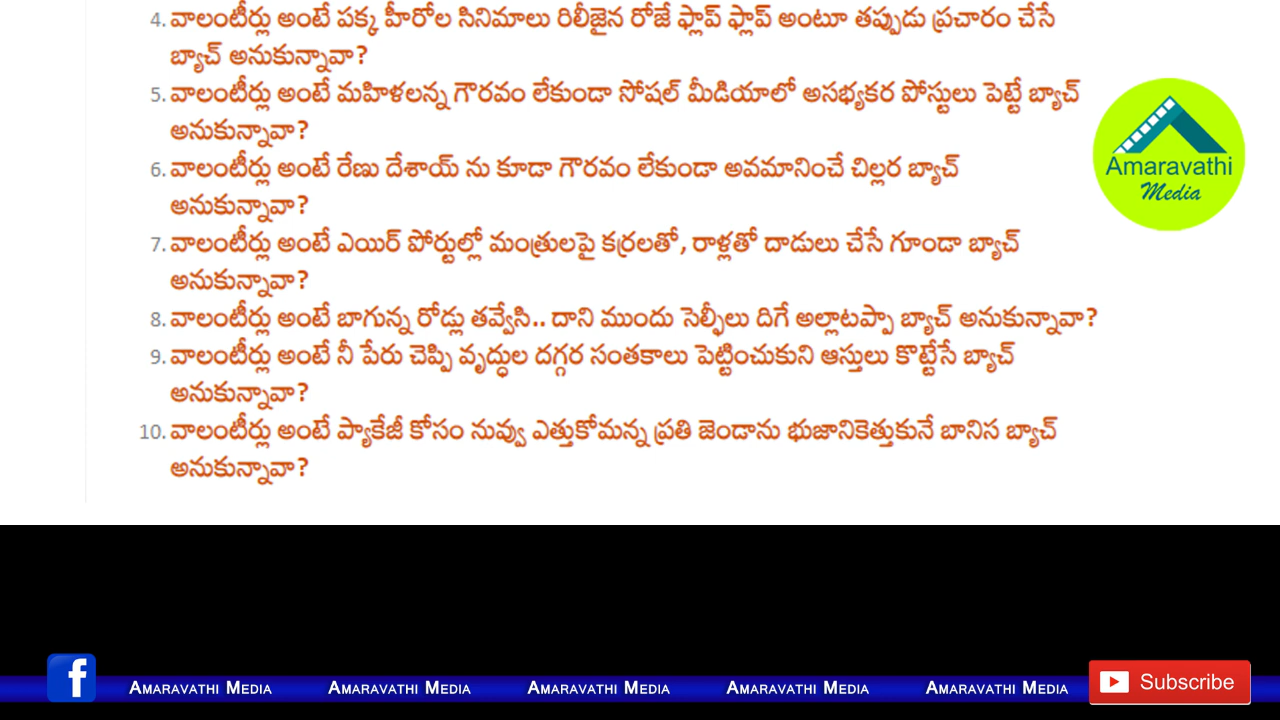 4. వాలంటీర్లు అంటే పక్క హీరోల సినిమాలు రిలీజైన రోజే ఫ్లాప్ ఫ్లాప్ అంటూ తప్పుడు ప్రచారం చేసే
బ్యాచ్ అనుకున్నావా?
5. వాలంటీర్లు అంటే మహిళలన్న గౌరవం లేకుండా సోషల్ మీడియాలో అసభ్యకర పోస్టులు పెట్టే బ్యాచ్
అనుకున్నావా?
6. వాలంటీర్లు అంటే రేణు దేశాయ్ ను కూడా గౌరవం లేకుండా అవమానించే చిల్లర బ్యాచ్
అనుకున్నావా?
7. వాలంటీర్లు అంటే ఎయిర్ పోర్టుల్లో మంత్రులపై కర్రలతో, రాళ్లతో దాడులు చేసే గూండా బ్యాచ్
అనుకున్నావా?
8. వాలంటీర్లు అంటే బాగున్న రోడ్లు తవ్వేసి.. దాని ముందు సెల్ఫీలు దిగే అల్లాటప్పా బ్యాచ్ అనుకున్నావా?
9. వాలంటీర్లు అంటే నీ పేరు చెప్పి వృద్ధుల దగ్గర సంతకాలు పెట్టించుకుని ఆస్తులు కొట్టేసే బ్యాచ్
అనుకున్నావా?
10. వాలంటీర్లు అంటే ప్యాకేజీ కోసం నువ్వు ఎత్తుకోమన్న ప్రతి జెండాను భుజానికెత్తుకునే బానిస బ్యాచ్
అనుకున్నావా?
Amaravathi
Media
f Amaravathi Media Amaravathi Media Amaravathi Media Amaravathi Media Amaravathi Media Subscribe